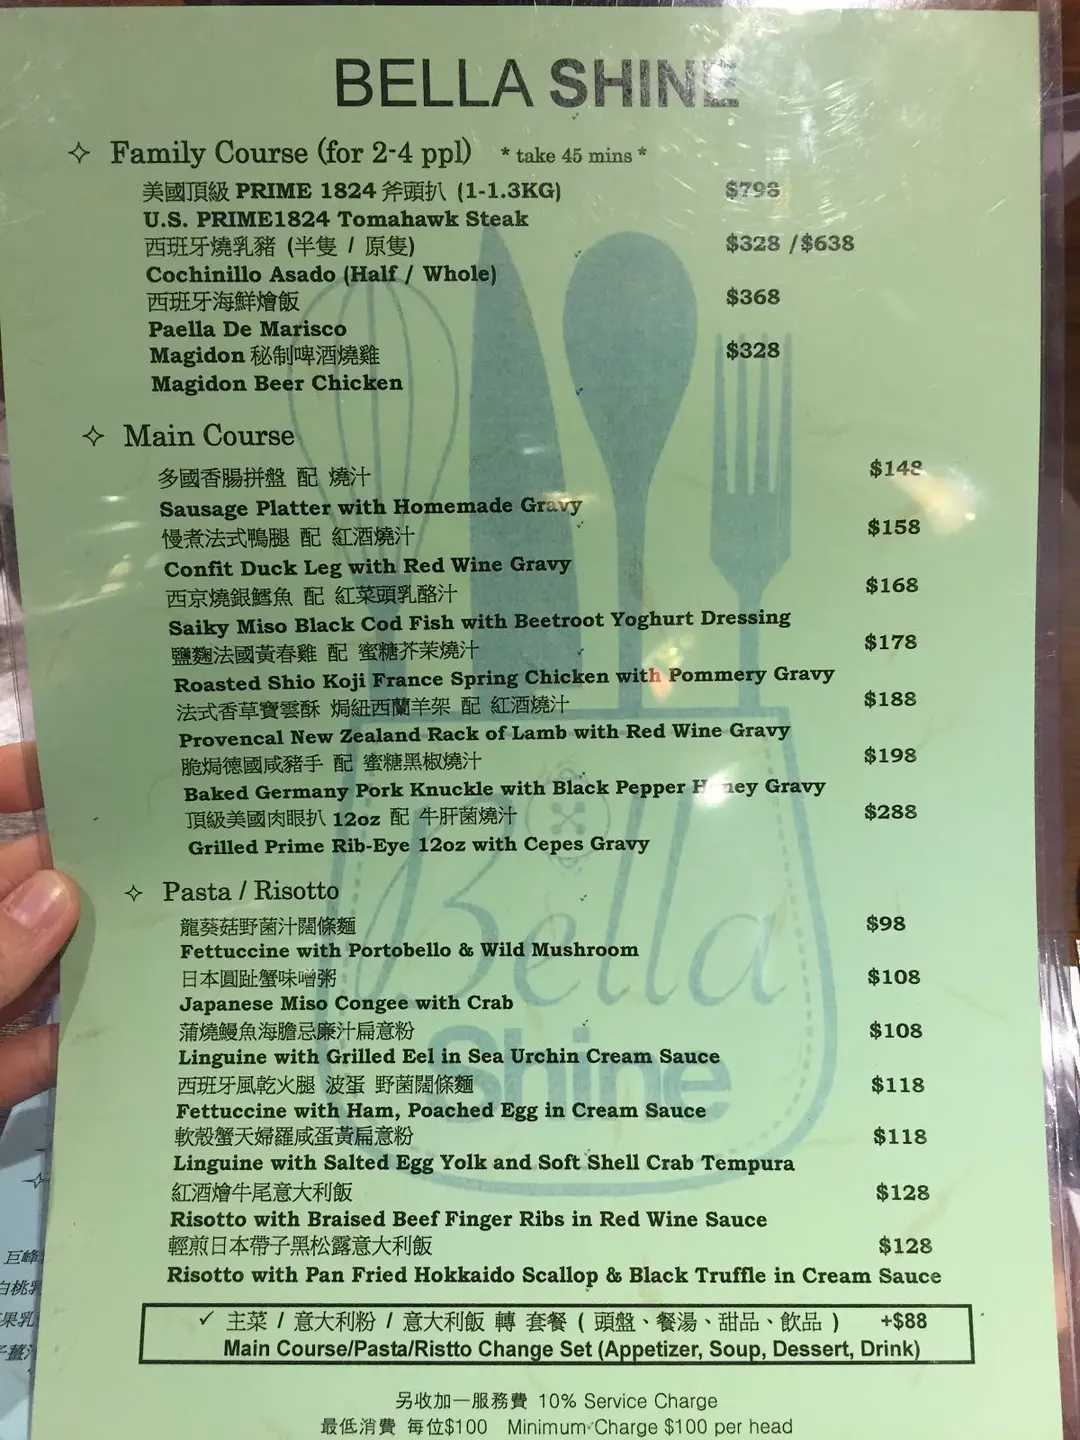 BELLA SHINE
✧ Family Course (for 2-4 ppl) * take 45 mins *
美國頂級 PRIME 1824 斧頭扒 (1-1.3KG) $798
U.S. PRIME1824 Tomahawk Steak
西班牙燒乳豬 (半隻 / 原隻) $328 /$638
Cochinillo Asado (Half / Whole)
西班牙海鮮燴飯 $368
Paella De Marisco
Magidon 秘制啤酒燒雞 $328
Magidon Beer Chicken
✧ Main Course
多國香腸拼盤 配 燒汁 $148
Sausage Platter with Homemade Gravy
慢煮法式鴨腿 配 紅酒燒汁 $158
Confit Duck Leg with Red Wine Gravy
西京燒銀鱈魚 配 紅菜頭乳酪汁 $168
Saiky Miso Black Cod Fish with Beetroot Yoghurt Dressing
鹽麴法國黃春雞 配 蜜糖芥茉燒汁 $178
Roasted Shio Koji France Spring Chicken with Pommery Gravy
法式香草寶雲酥 焗紐西蘭羊架 配 紅酒燒汁 $188
Provencal New Zealand Rack of Lamb with Red Wine Gravy
脆焗德國咸豬手 配 蜜糖黑椒燒汁 $198
Baked Germany Pork Knuckle with Black Pepper Honey Gravy
頂級美國肉眼扒 12oz 配 牛肝菌燒汁 $288
Grilled Prime Rib-Eye 12oz with Cepes Gravy
✧ Pasta / Risotto
龍葵菇野菌汁闊條麵 $98
Fettuccine with Portobello & Wild Mushroom
日本圓趾蟹味噌粥 $108
Japanese Miso Congee with Crab
蒲燒鰻魚海膽忌廉汁扁意粉 $108
Linguine with Grilled Eel in Sea Urchin Cream Sauce
西班牙風乾火腿 波蛋 野菌闊條麵 $118
Fettuccine with Ham, Poached Egg in Cream Sauce
軟殼蟹天婦羅咸蛋黃扁意粉 $118
Linguine with Salted Egg Yolk and Soft Shell Crab Tempura
紅酒燴牛尾意大利飯 $128
Risotto with Braised Beef Finger Ribs in Red Wine Sauce
輕煎日本帶子黑松露意大利飯 $128
Risotto with Pan Fried Hokkaido Scallop & Black Truffle in Cream Sauce
✓ 主菜 / 意大利粉 / 意大利飯 轉 套餐 ( 頭盤、餐湯、甜品、飲品 ) +$88
Main Course/Pasta/Ristto Change Set (Appetizer, Soup, Dessert, Drink)
另收加一服務費 10% Service Charge
最低消費 每位$100 Minimum Charge $100 per head
Bella
Shine
巨峰
白桃乳
果乳